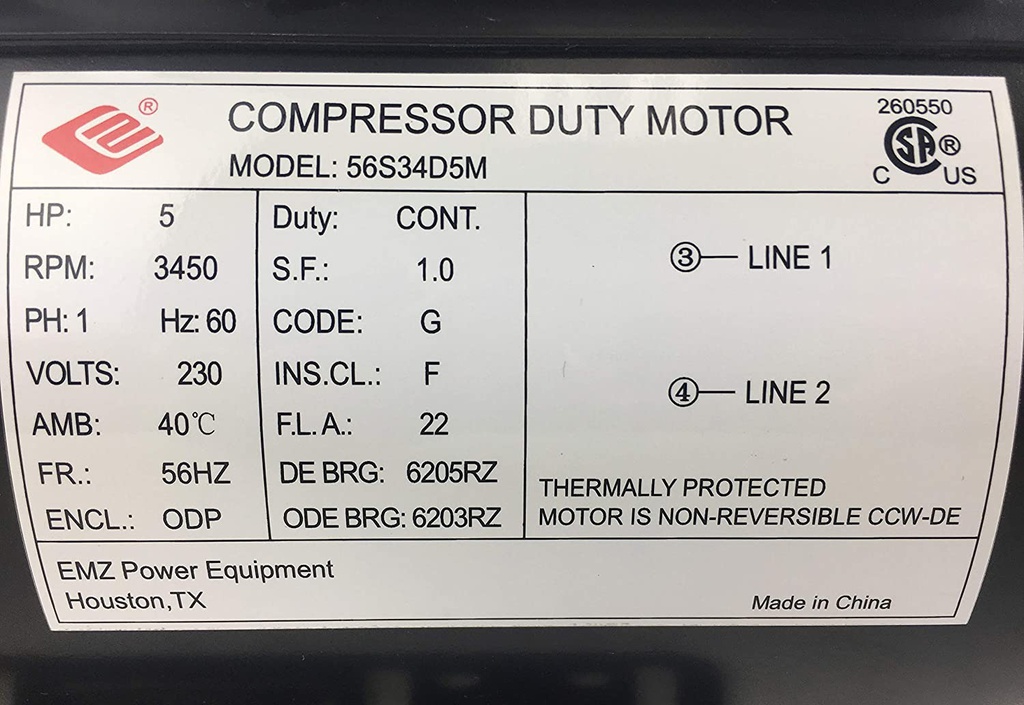 ®
COMPRESSOR DUTY MOTOR
MODEL: 56S34D5M
260550
SA ®
C US
HP: 5
RPM: 3450
PH: 1 Hz: 60
VOLTS: 230
AMB: 40℃
FR.: 56HZ
ENCL.: ODP
Duty: CONT.
S.F.: 1.0
CODE: G
INS.CL.: F
F.L.A.: 22
DE BRG: 6205RZ
ODE BRG: 6203RZ
③— LINE 1
④— LINE 2
THERMALLY PROTECTED
MOTOR IS NON-REVERSIBLE CCW-DE
EMZ Power Equipment
Houston,TX
Made in China